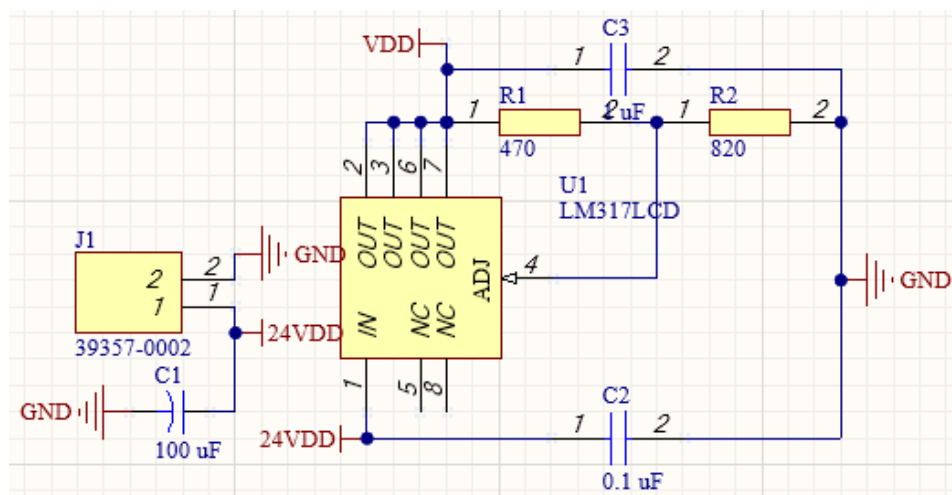 C3
VDD
1
2
1 uF
R1
1
2
470
R2
1
2
820
2
3
6
7
U1
LM317LCD
OUT
OUT
OUT
OUT
ADJ
4
IN
NC
NC
J1
2
2
GND
1
1
24VDD
39357-0002
GND
C1
GND
100 uF
1
5
8
24VDD
C2
1
2
0.1 uF